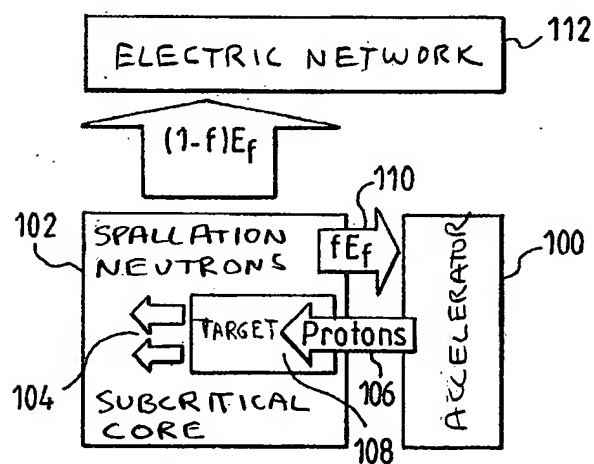 112
ELECTRIC NETWORK
(1-f)Ef
110
102
SPALLATION
NEUTRONS
fEf
100
ACCELERATOR
TARGET
Protons
104
106
SUBCRITICAL
CORE
108